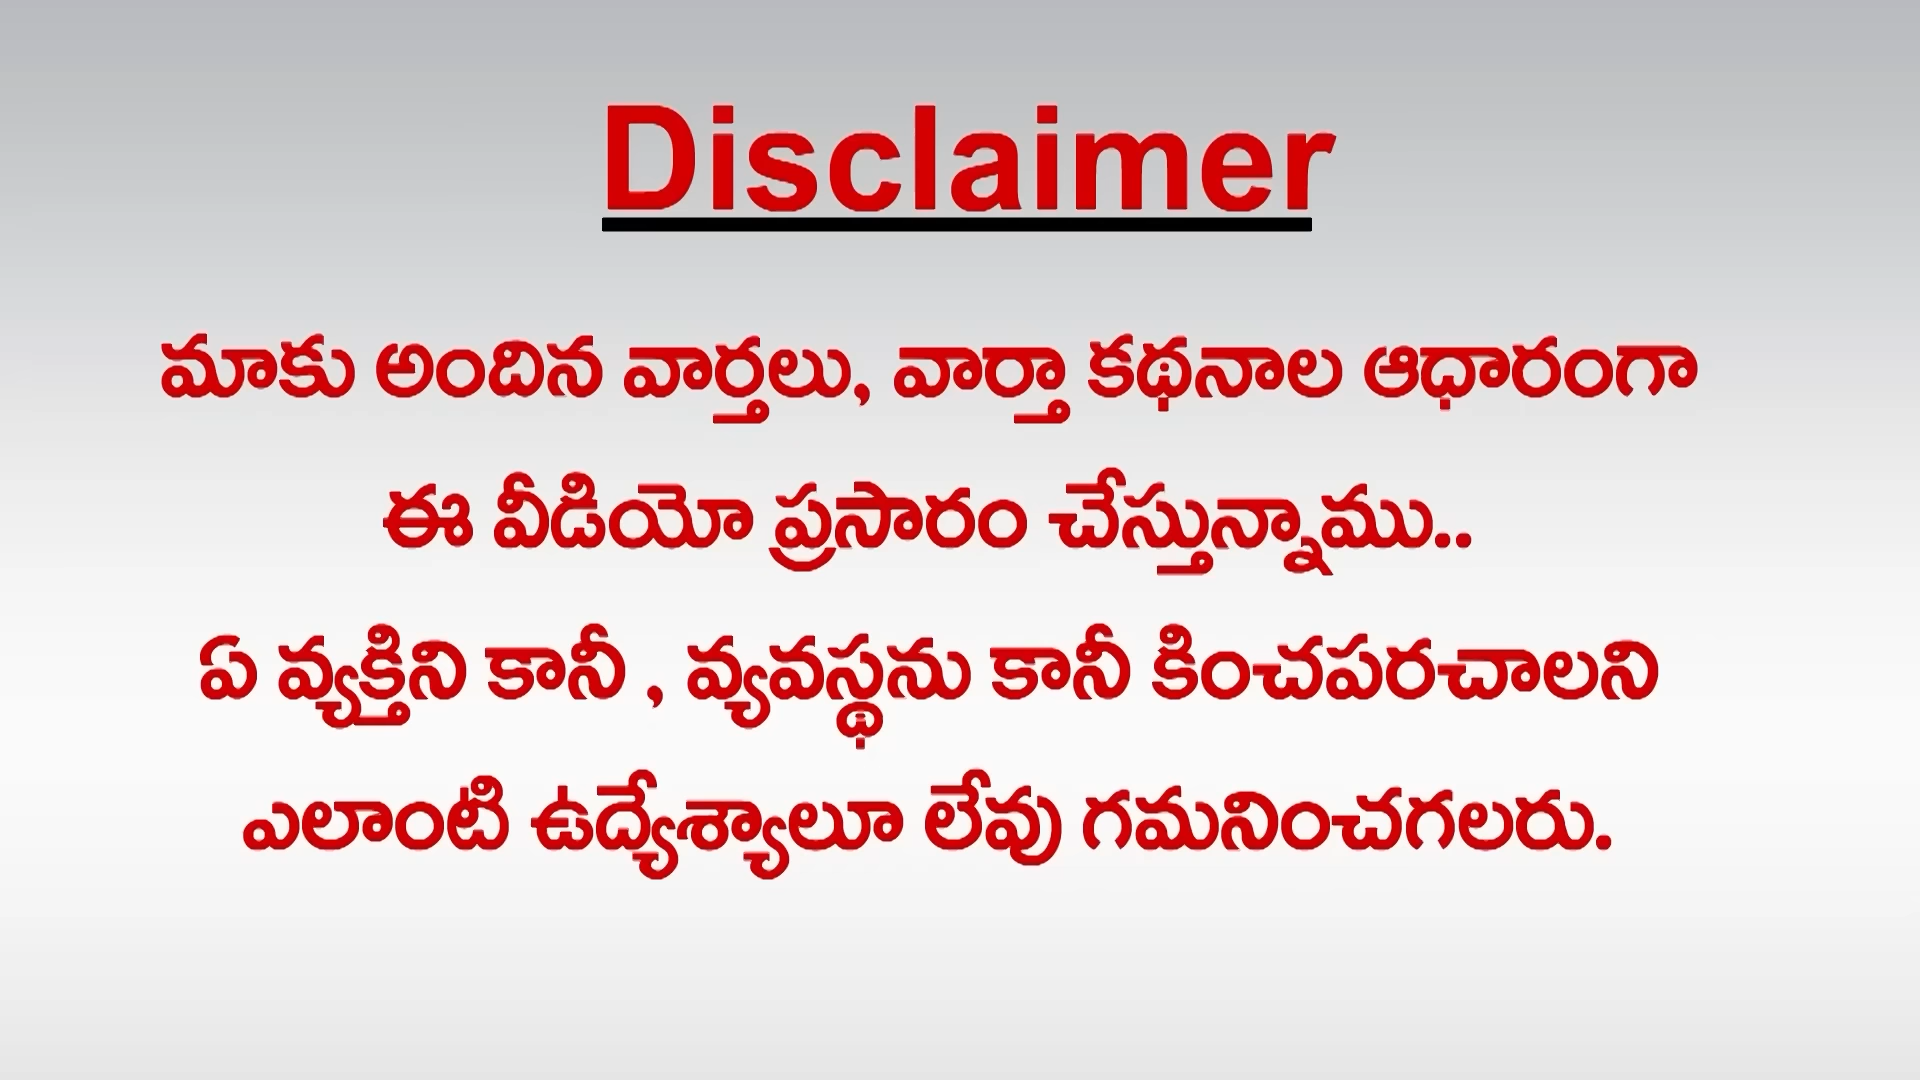 Disclaimer
మాకు అందిన వార్తలు, వార్తా కథనాల ఆధారంగా
ఈ వీడియో ప్రసారం చేస్తున్నాము..
ఏ వ్యక్తిని కానీ , వ్యవస్థను కానీ కించపరచాలని
ఎలాంటి ఉద్యేశ్యాలూ లేవు గమనించగలరు.